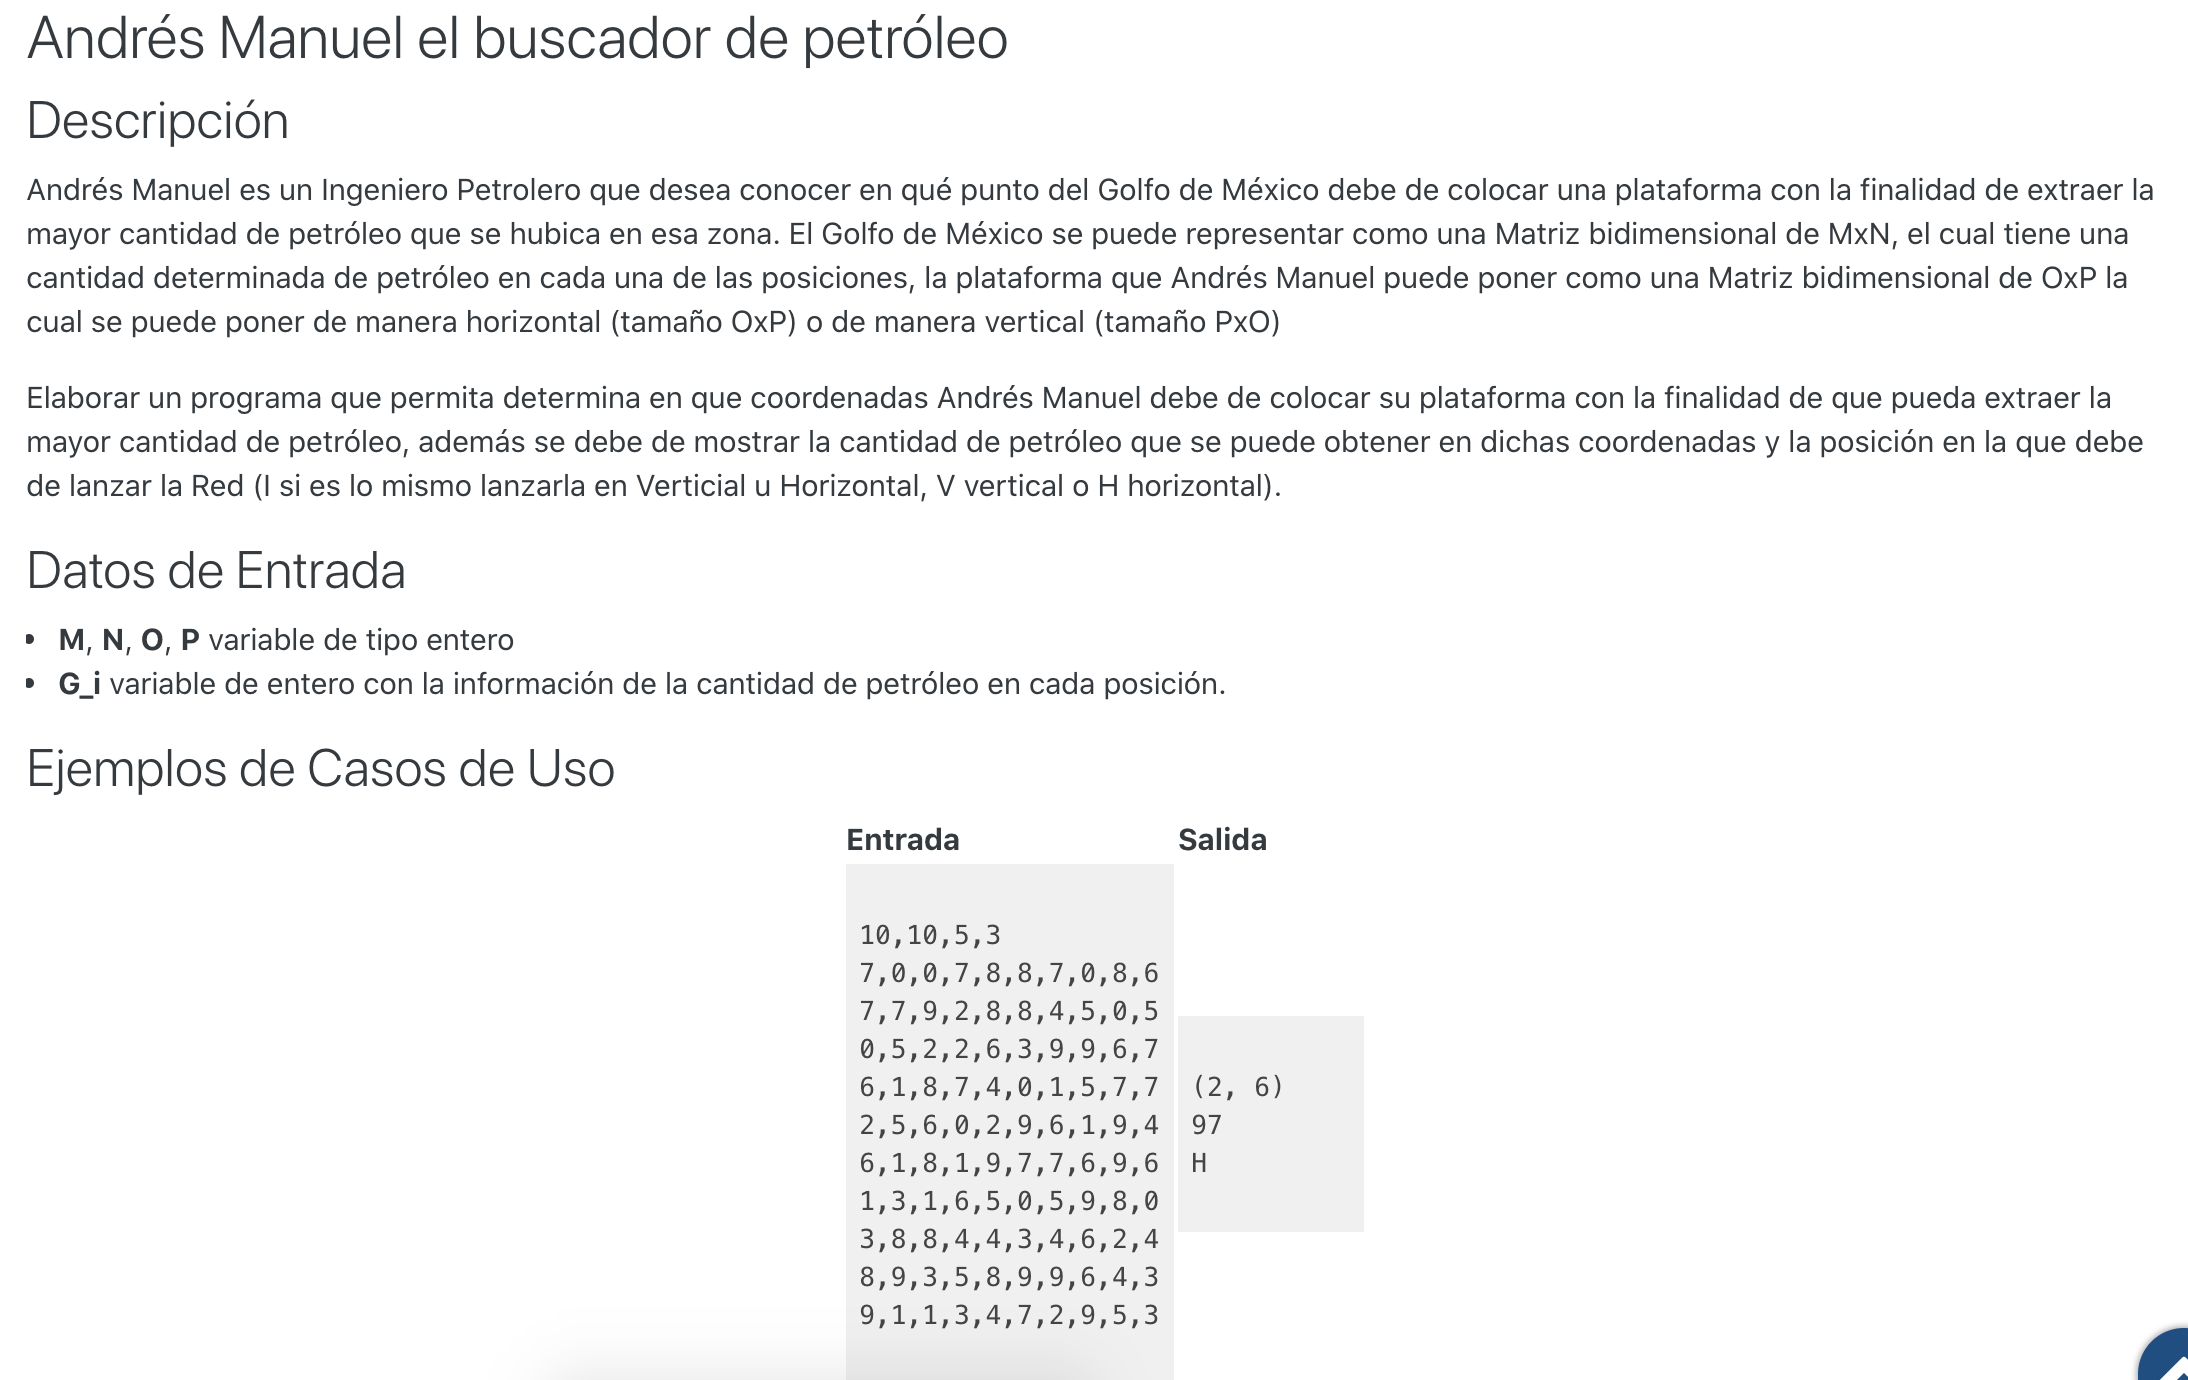 Andrés Manuel el buscador de petróleo
Descripción
Andrés Manuel es un Ingeniero Petrolero que desea conocer en qué punto del Golfo de México debe de colocar una plataforma con la finalidad de extraer la
mayor cantidad de petróleo que se hubica en esa zona. El Golfo de México se puede representar como una Matriz bidimensional de MxN, el cual tiene una
cantidad determinada de petróleo en cada una de las posiciones, la plataforma que Andrés Manuel puede poner como una Matriz bidimensional de OxP la
cual se puede poner de manera horizontal (tamaño OxP) o de manera vertical (tamaño PxO)
Elaborar un programa que permita determina en que coordenadas Andrés Manuel debe de colocar su plataforma con la finalidad de que pueda extraer la
mayor cantidad de petróleo, además se debe de mostrar la cantidad de petróleo que se puede obtener en dichas coordenadas y la posición en la que debe
de lanzar la Red (I si es lo mismo lanzarla en Verticial u Horizontal, V vertical o H horizontal).
Datos de Entrada
• M, N, O, P variable de tipo entero
• G_i variable de entero con la información de la cantidad de petróleo en cada posición.
Ejemplos de Casos de Uso
Entrada
10,10,5,3
7,0,0,7,8,8,7,0,8,6
7,7,9,2,8,8,4,5,0,5
0,5,2,2,6,3,9,9,6,7
6,1,8,7,4,0,1,5,7,7
2,5,6,0,2,9,6,1,9,4
6,1,8,1,9,7,7,6,9,6
1,3,1,6,5,0,5,9,8,0
3,8,8,4,4,3,4,6,2,4
8,9,3,5,8,9,9,6,4,3
9,1,1,3,4,7,2,9,5,3
Salida
(2, 6)
97
H